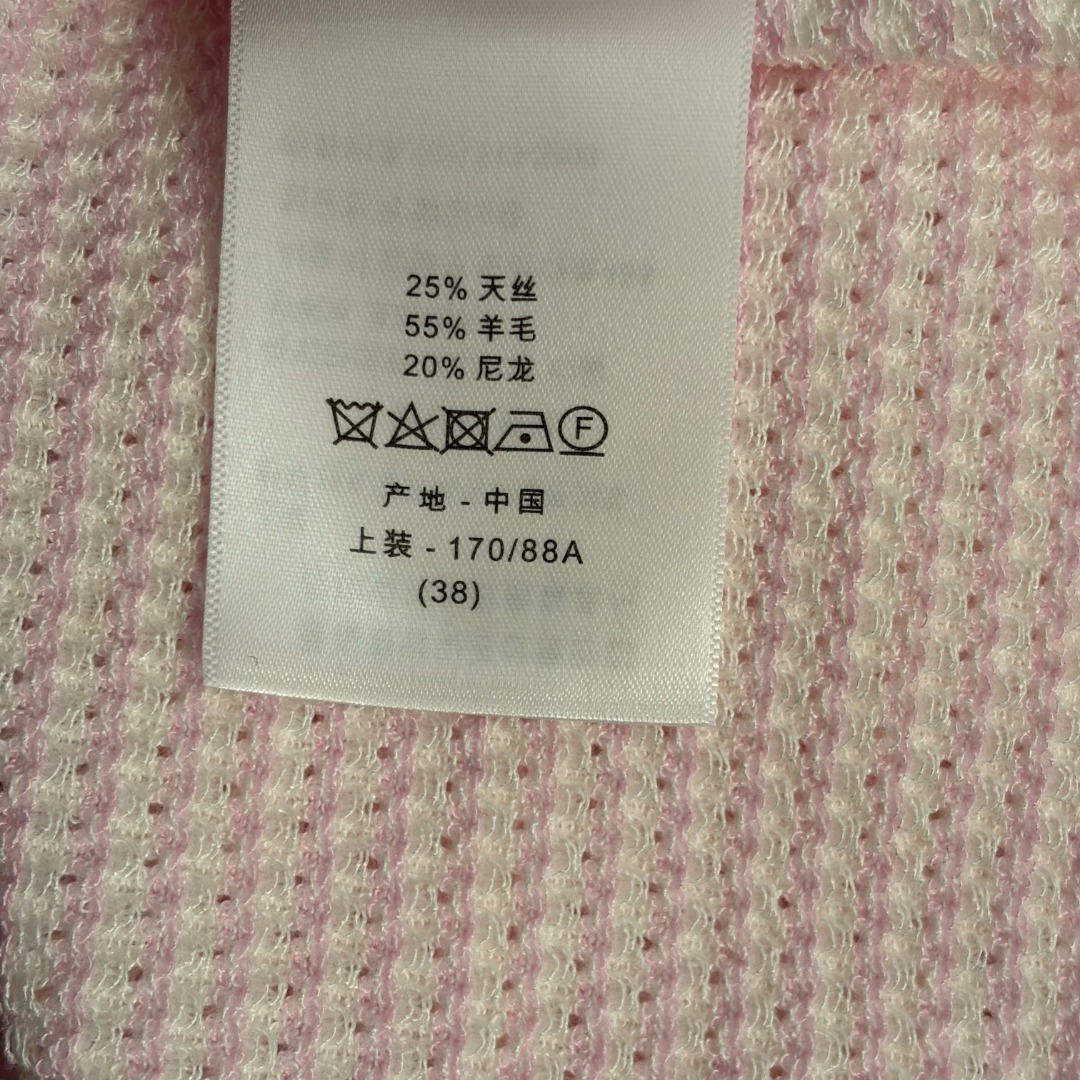 25% 天丝
55% 羊毛
20% 尼龙
F
产地 - 中国
上装 - 170/88A
(38)